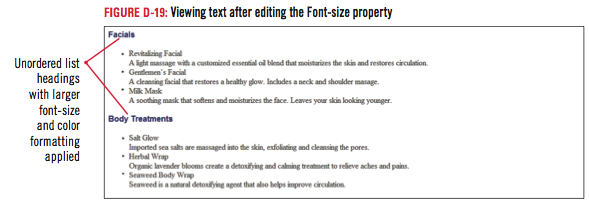 FIGURE D-19: Viewing text after editing the Font-size property
Unordered list
headings
with larger
font-size
and color
formatting
applied
Facials
• Revitalizing Facial
A light massage with a customized essential oil blend that moisturizes the skin and restores circulation.
• Gentlemen's Facial
A cleansing facial that restores a healthy glow. Includes a neck and shoulder masage.
• Milk Mask
A soothing mask that softens and moisturizes the face. Leaves your skin looking younger.
Body Treatments
• Salt Glow
Imported sea salts are massaged into the skin, exfoliating and cleansing the pores.
• Herbal Wrap
Organic lavender blooms create a detoxifying and calming treatment to relieve aches and pains.
• Seaweed Body Wrap
Seaweed is a natural detoxifying agent that also helps improve circulation.